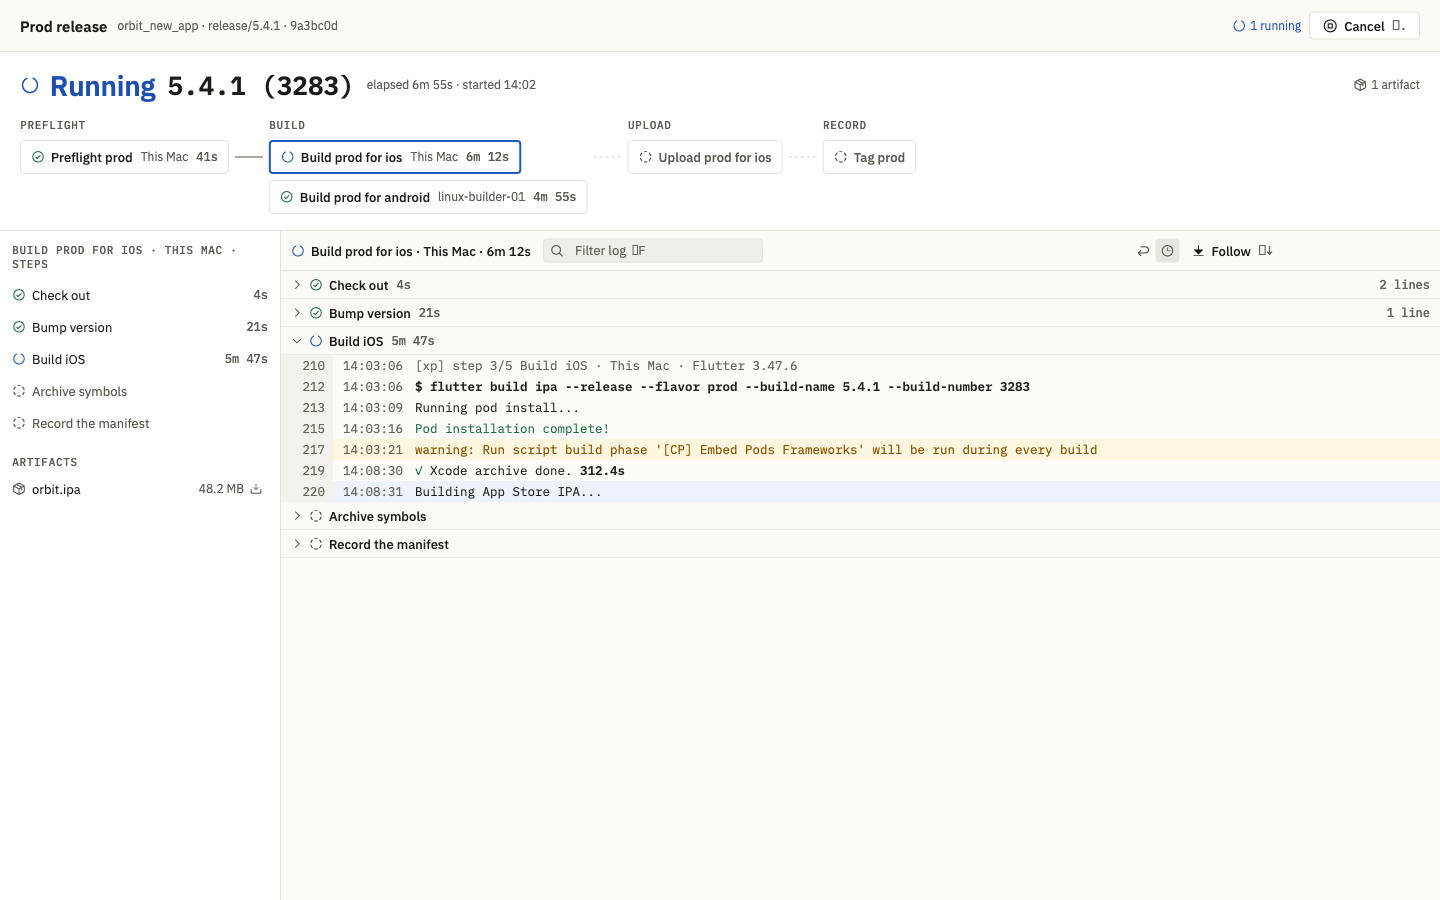 Prod release orbit_new_app · release/5.4.1 · 9a3bc0d
1 running
Cancel .
Running 5.4.1 (3283) elapsed 6m 55s · started 14:02
1 artifact
PREFLIGHT
BUILD
UPLOAD
RECORD
Preflight prod This Mac 41s
Build prod for ios This Mac 6m 12s
Upload prod for ios
Tag prod
Build prod for android linux-builder-01 4m 55s
BUILD PROD FOR IOS · THIS MAC ·
STEPS
Check out 4s
Bump version 21s
Build iOS 5m 47s
Archive symbols
Record the manifest
ARTIFACTS
orbit.ipa 48.2 MB
Build prod for ios · This Mac · 6m 12s
Filter log F
Follow ↓
Check out 4s 2 lines
Bump version 21s 1 line
Build iOS 5m 47s
210 14:03:06 [xp] step 3/5 Build iOS · This Mac · Flutter 3.47.6
212 14:03:06 $ flutter build ipa --release --flavor prod --build-name 5.4.1 --build-number 3283
213 14:03:09 Running pod install...
215 14:03:16 Pod installation complete!
217 14:03:21 warning: Run script build phase '[CP] Embed Pods Frameworks' will be run during every build
219 14:08:30 √ Xcode archive done. 312.4s
220 14:08:31 Building App Store IPA...
Archive symbols
Record the manifest